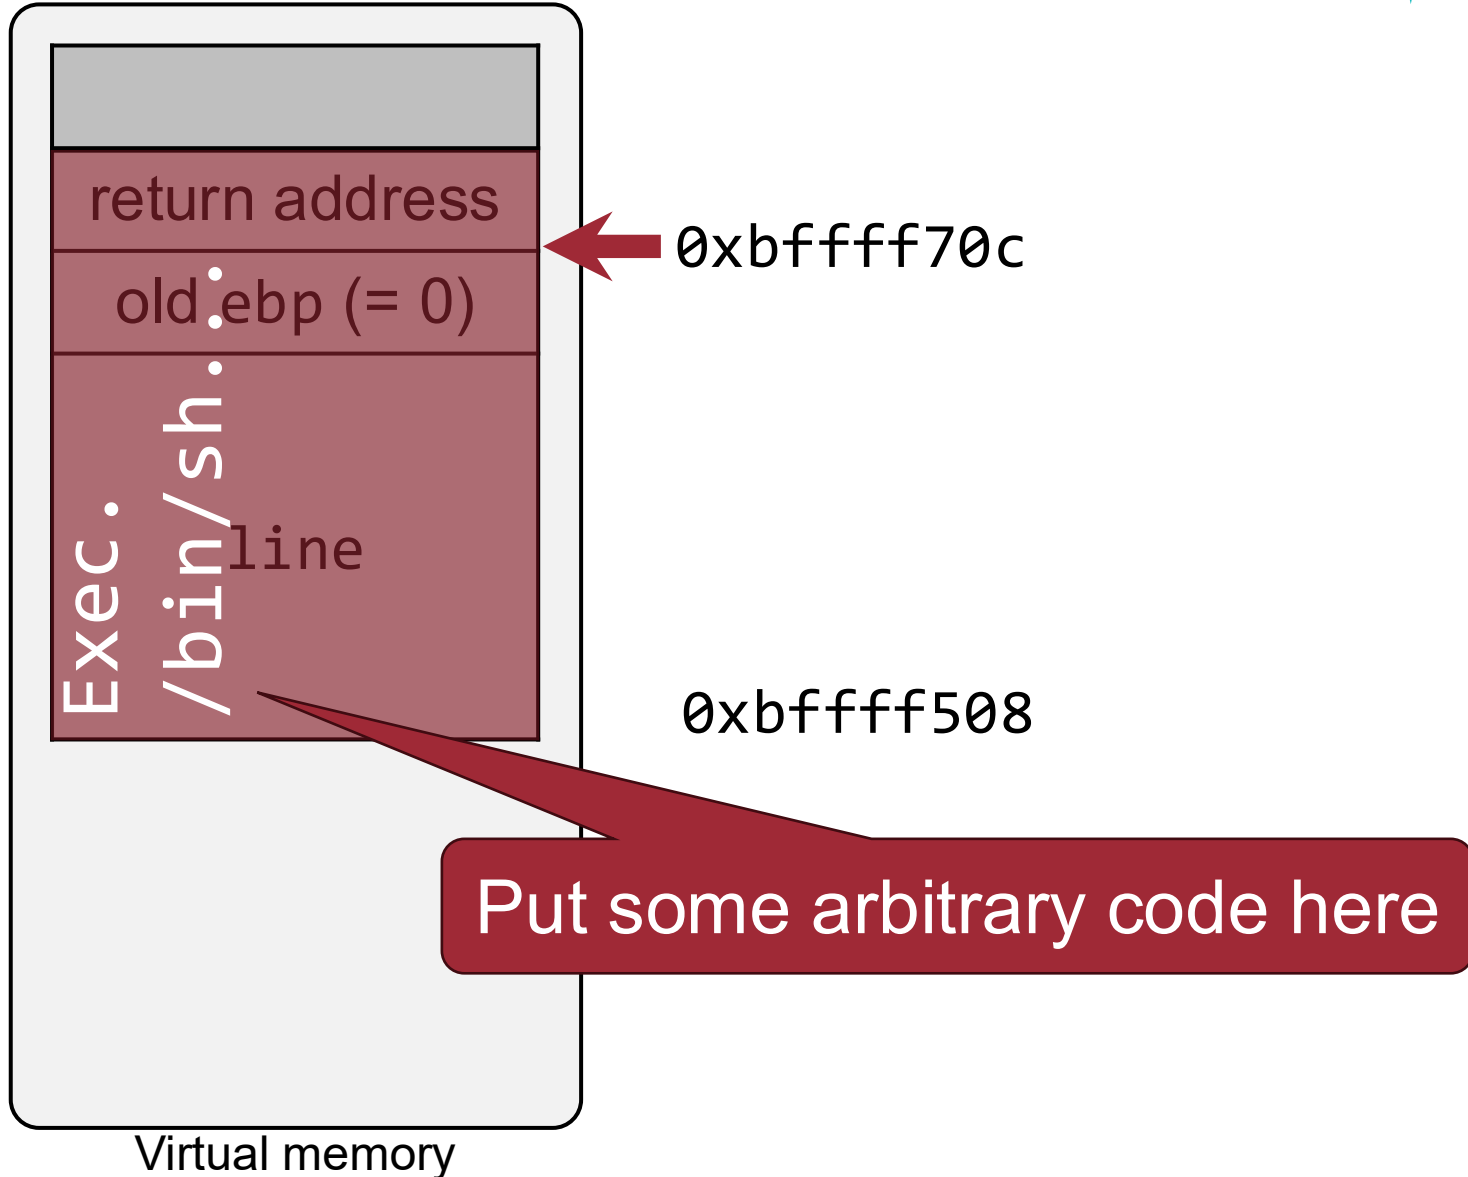 return address
0xbffff70c
old ebp (= 0)
Exec.
/bin/sh...
line
0xbffff508
Put some arbitrary code here
Virtual memory